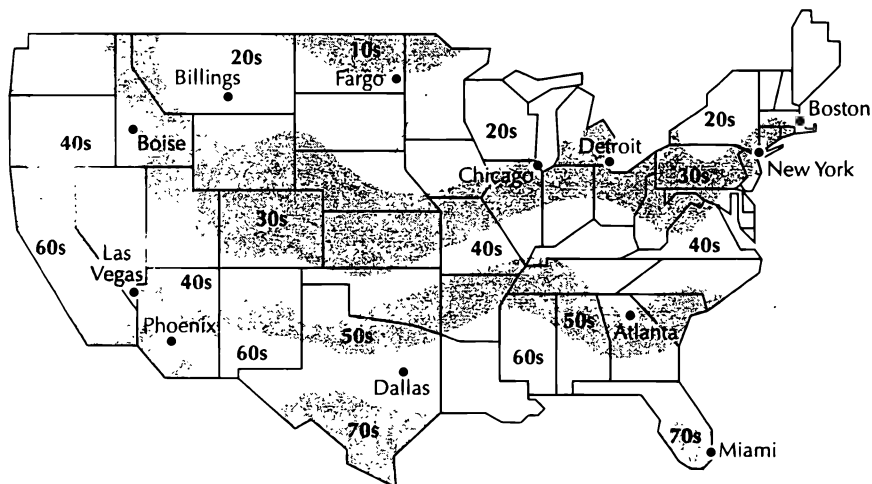 20s
Billings
10s
Fargo
40s
Boise
20s
Detroit
Chicago
20s
Boston
New York
30s
30s
60s
Las
Vegas
40s
40s
40s
Phoenix
60s
50s
Dallas
70s
60s
50s
Atlanta
70s
Miami